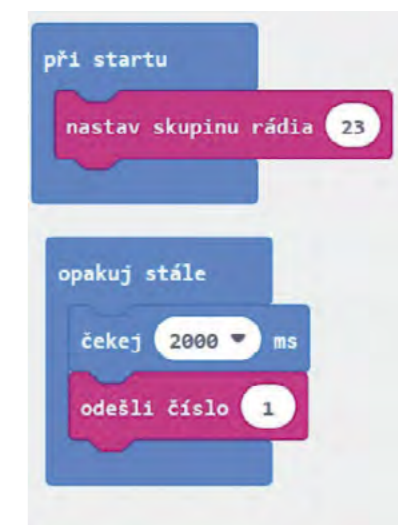 při startu
nastav skupinu rádia 23
opakuj stále
čekej 2000 ms
odešli číslo 1